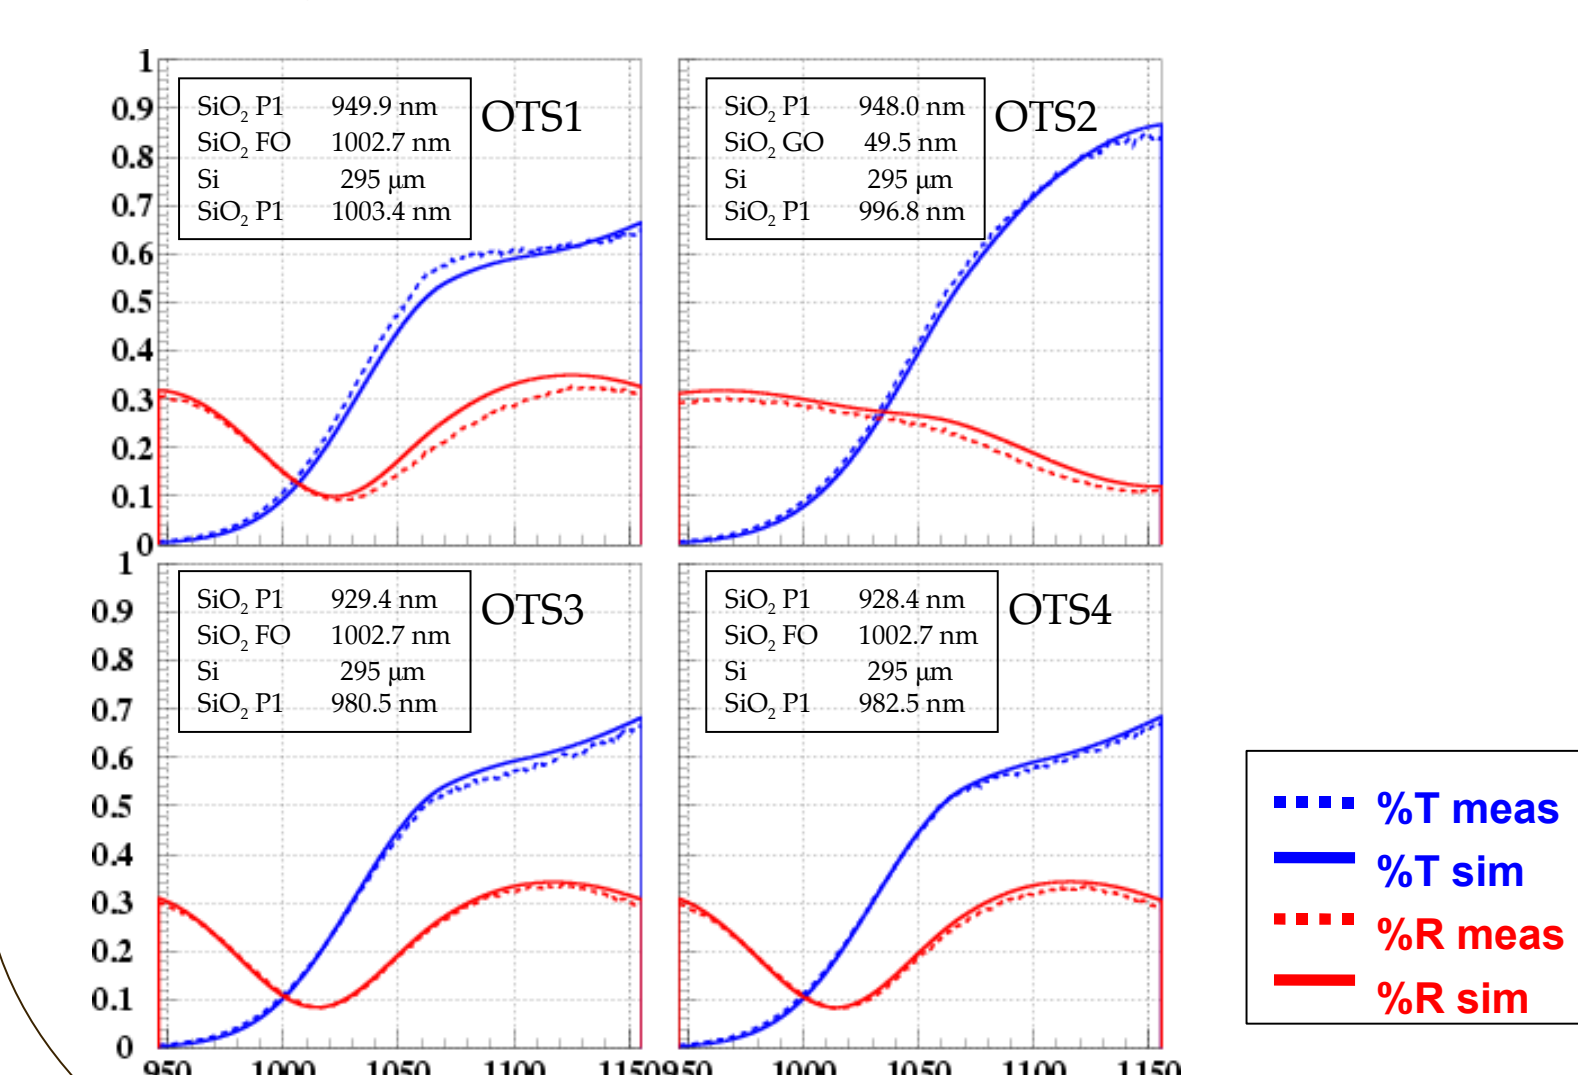 1
0.9
0.8
0.7
0.6
0.5
0.4
0.3
0.2
0.1
0
SiO2 P1 949.9 nm
SiO2 FO 1002.7 nm
Si 295 µm
SiO2 P1 1003.4 nm
OTS1
SiO2 P1 948.0 nm
SiO2 GO 49.5 nm
Si 295 µm
SiO2 P1 996.8 nm
OTS2
1
0.9
0.8
0.7
0.6
0.5
0.4
0.3
0.2
0.1
0
SiO2 P1 929.4 nm
SiO2 FO 1002.7 nm
Si 295 µm
SiO2 P1 980.5 nm
OTS3
SiO2 P1 928.4 nm
SiO2 FO 1002.7 nm
Si 295 µm
SiO2 P1 982.5 nm
OTS4
950 1000 1050 1100 1150
950 1000 1050 1100 1150
%T meas
%T sim
%R meas
%R sim